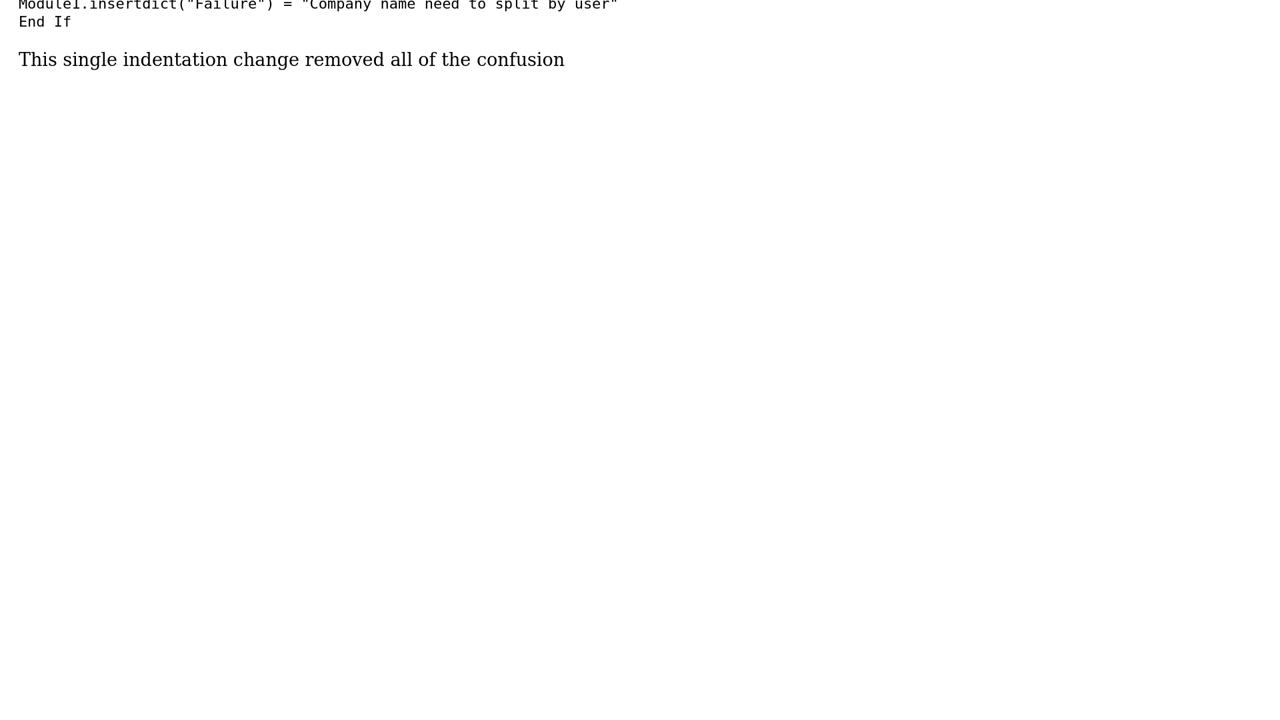 Module1.insertdict("Failure") = "Company name need to split by user"
End If
This single indentation change removed all of the confusion